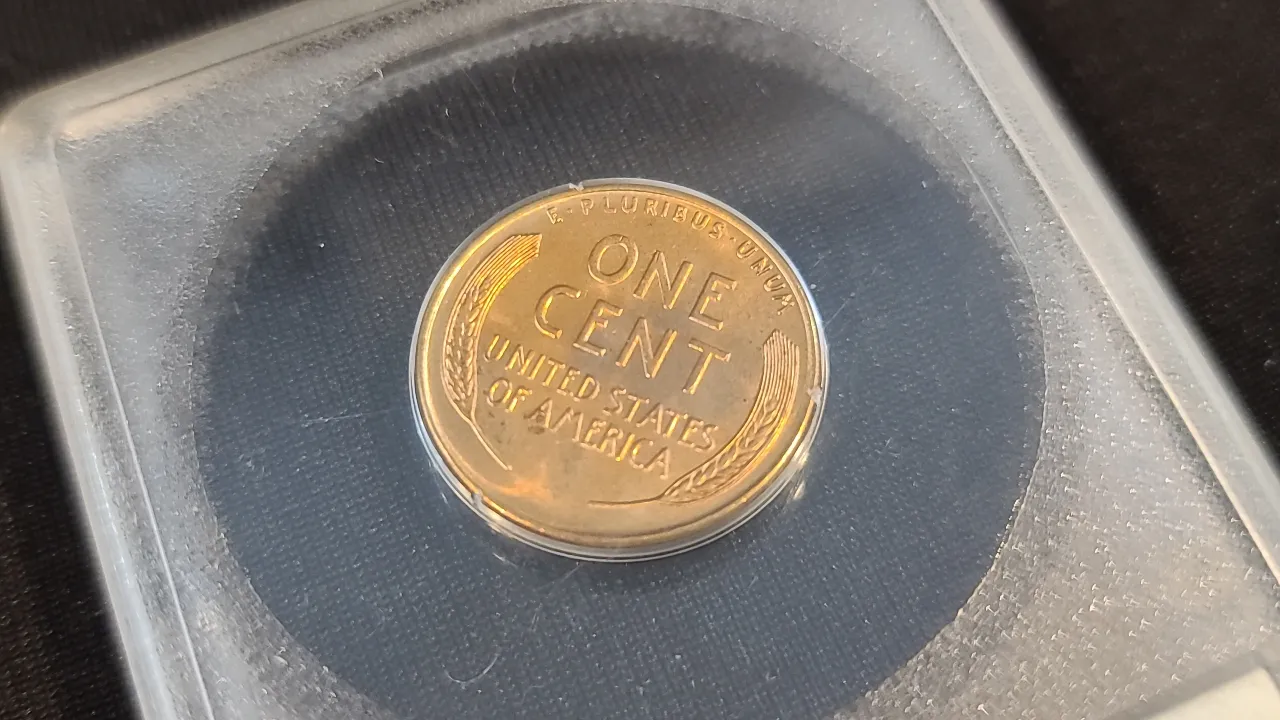 E·PLURIBUS·UNUM
ONE
CENT
UNITED STATES
OF AMERICA